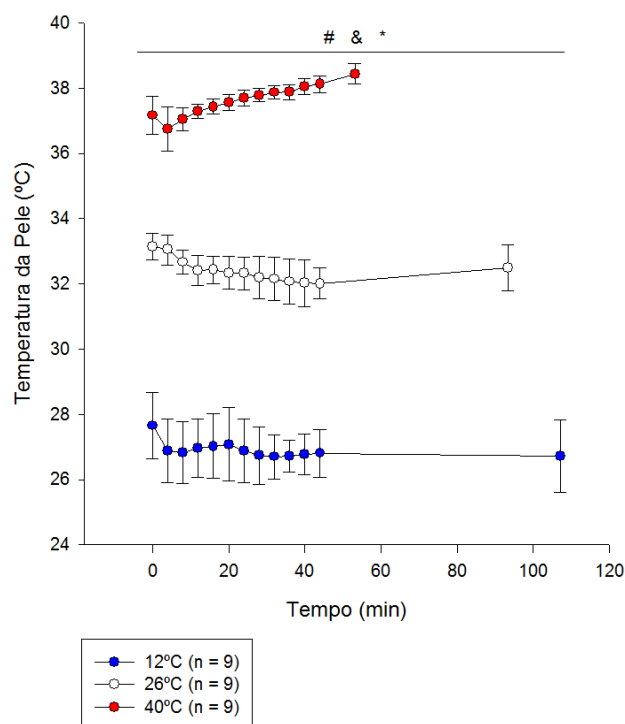 # & *
40
38
36
34
32
30
28
26
24
Temperatura da Pele (ºC)
0 20 40 60 80 100 120
Tempo (min)
12ºC (n = 9)
26ºC (n = 9)
40ºC (n = 9)